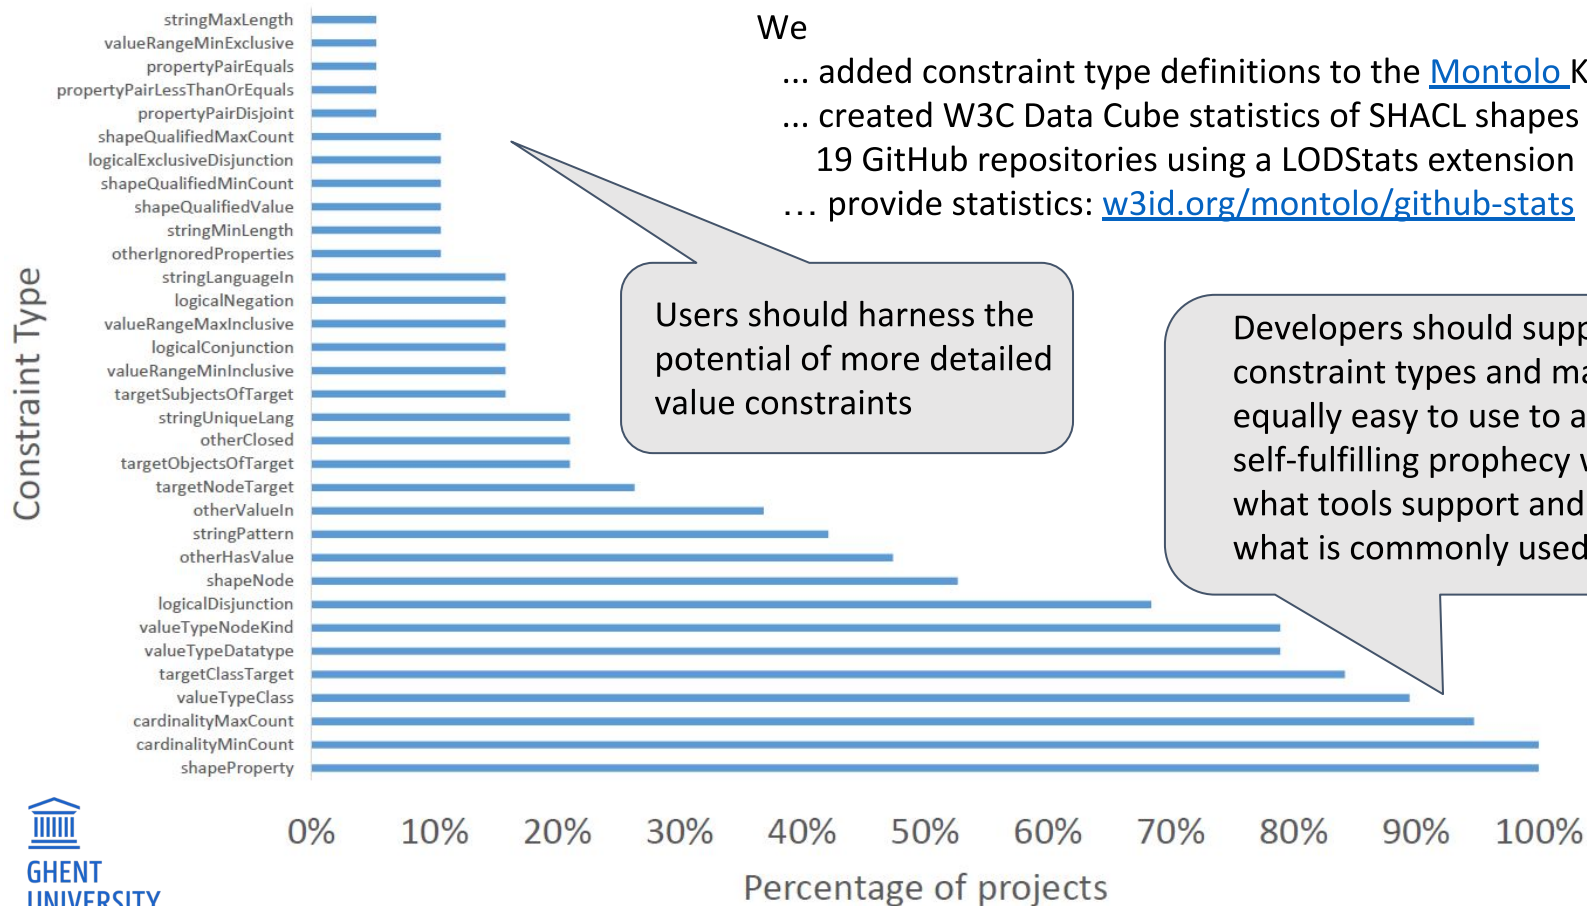 We
... added constraint type definitions to the Montolo K
... created W3C Data Cube statistics of SHACL shapes
19 GitHub repositories using a LODStats extension
... provide statistics: w3id.org/montolo/github-stats
Users should harness the
potential of more detailed
value constraints
Developers should supp
constraint types and ma
equally easy to use to a
self-fulfilling prophecy w
what tools support and
what is commonly used
Constraint Type
stringMaxLength
valueRangeMinExclusive
propertyPairEquals
propertyPairLessThanOrEquals
propertyPairDisjoint
shapeQualifiedMaxCount
logicalExclusiveDisjunction
shapeQualifiedMinCount
shapeQualifiedValue
stringMinLength
otherIgnoredProperties
stringLanguageIn
logicalNegation
valueRangeMaxInclusive
logicalConjunction
valueRangeMinInclusive
targetSubjectsOfTarget
stringUniqueLang
otherClosed
targetObjectsOfTarget
targetNodeTarget
otherValueIn
stringPattern
otherHasValue
shapeNode
logicalDisjunction
valueTypeNodeKind
valueTypeDatatype
targetClassTarget
valueTypeClass
cardinalityMaxCount
cardinalityMinCount
shapeProperty
0% 10% 20% 30% 40% 50% 60% 70% 80% 90% 100%
Percentage of projects
GHENT
UNIVERSITY